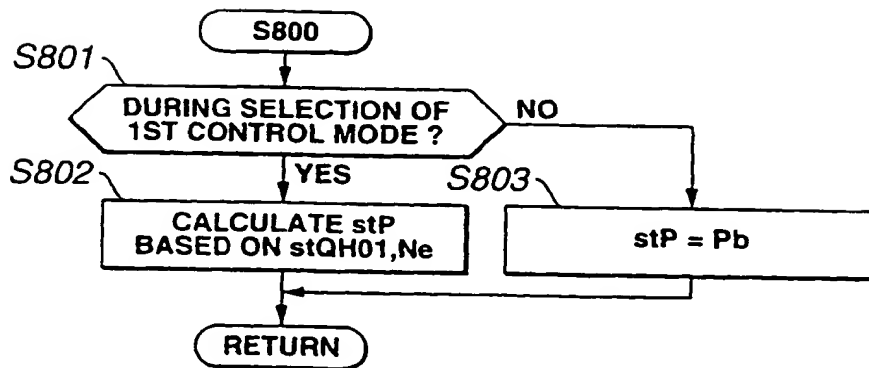 S800
S801
DURING SELECTION OF
1ST CONTROL MODE ?
NO
YES
S802
CALCULATE stP
BASED ON stQH01,Ne
S803
stP = Pb
RETURN